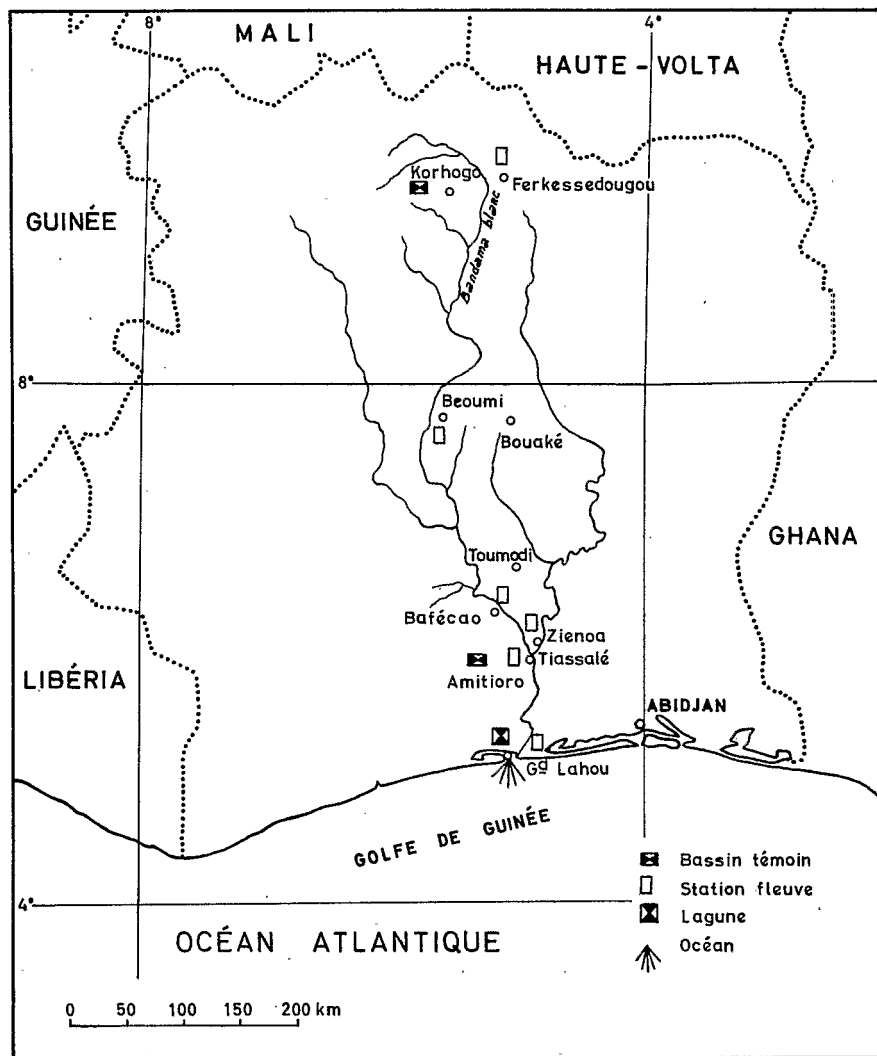 8°
4°
MALI
HAUTE-VOLTA
Korhogo
Ferkessedougou
GUINÉE
Bandama blanc
8°
Beoumi
Bouaké
GHANA
Toumodi
Bafécao
Zienoa
Tiassalé
LIBÉRIA
Amitioro
ABIDJAN
Gd Lahou
GOLFE DE GUINÉE
Bassin témoin
Station fleuve
4°
Lagune
OCÉAN ATLANTIQUE
Océan
0 50 100 150 200 km